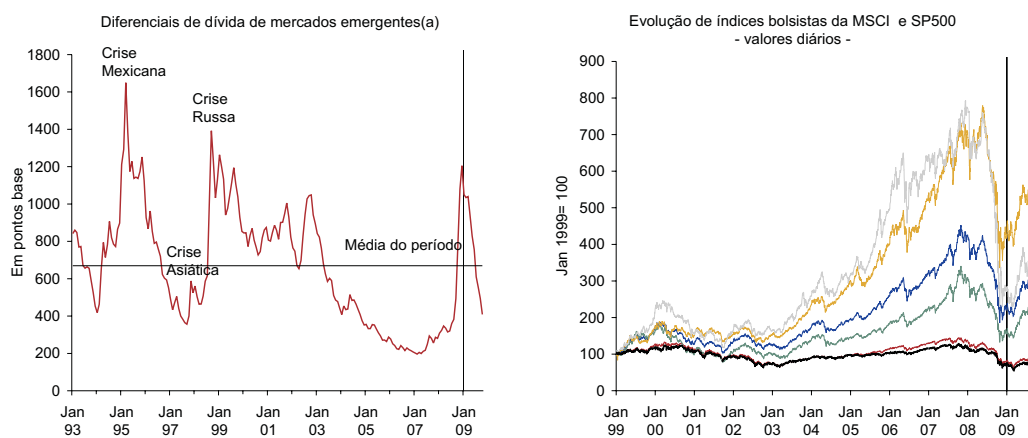 Diferenciais de dívida de mercados emergentes(a)
Em pontos base
1800
1600
1400
1200
1000
800
600
400
200
0
Crise
Mexicana
Crise
Russa
Crise
Asiática
Média do período
Jan Jan Jan Jan Jan Jan Jan Jan Jan
93 95 97 99 01 03 05 07 09
Evolução de índices bolsistas da MSCI e SP500
- valores diários -
Jan 1999= 100
900
800
700
600
500
400
300
200
100
0
Jan Jan Jan Jan Jan Jan Jan Jan Jan Jan Jan
99 00 01 02 03 04 05 06 07 08 09